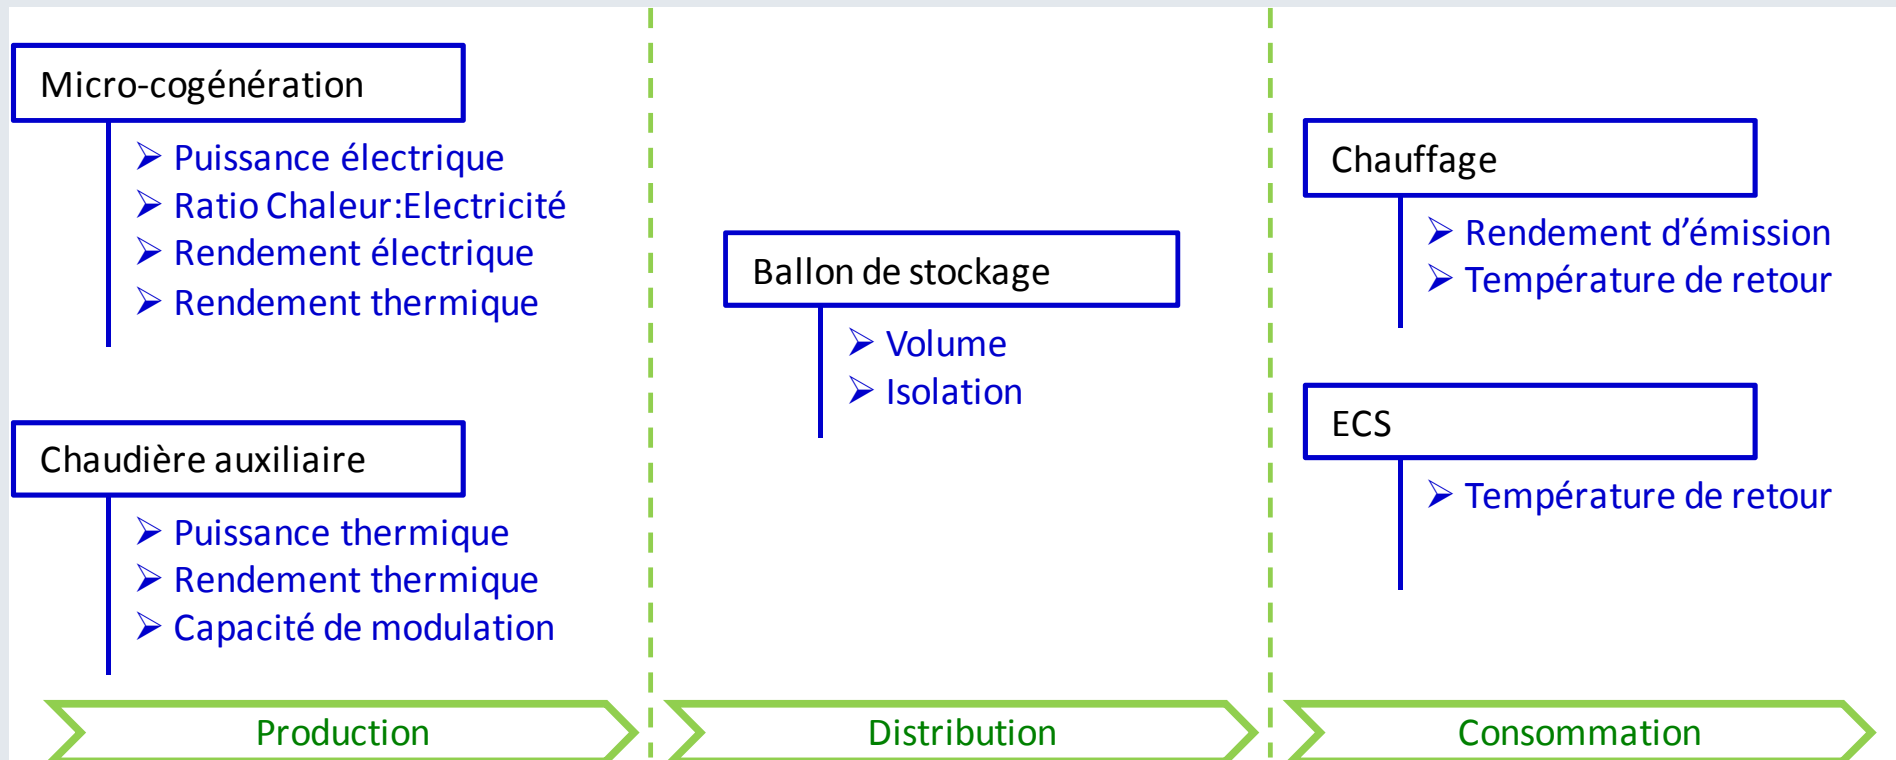 Micro-cogénération
➢ Puissance électrique
➢ Ratio Chaleur:Electricité
➢ Rendement électrique
➢ Rendement thermique
Chaudière auxiliaire
➢ Puissance thermique
➢ Rendement thermique
➢ Capacité de modulation
Production
Ballon de stockage
➢ Volume
➢ Isolation
Distribution
Chauffage
➢ Rendement d’émission
➢ Température de retour
ECS
➢ Température de retour
Consommation